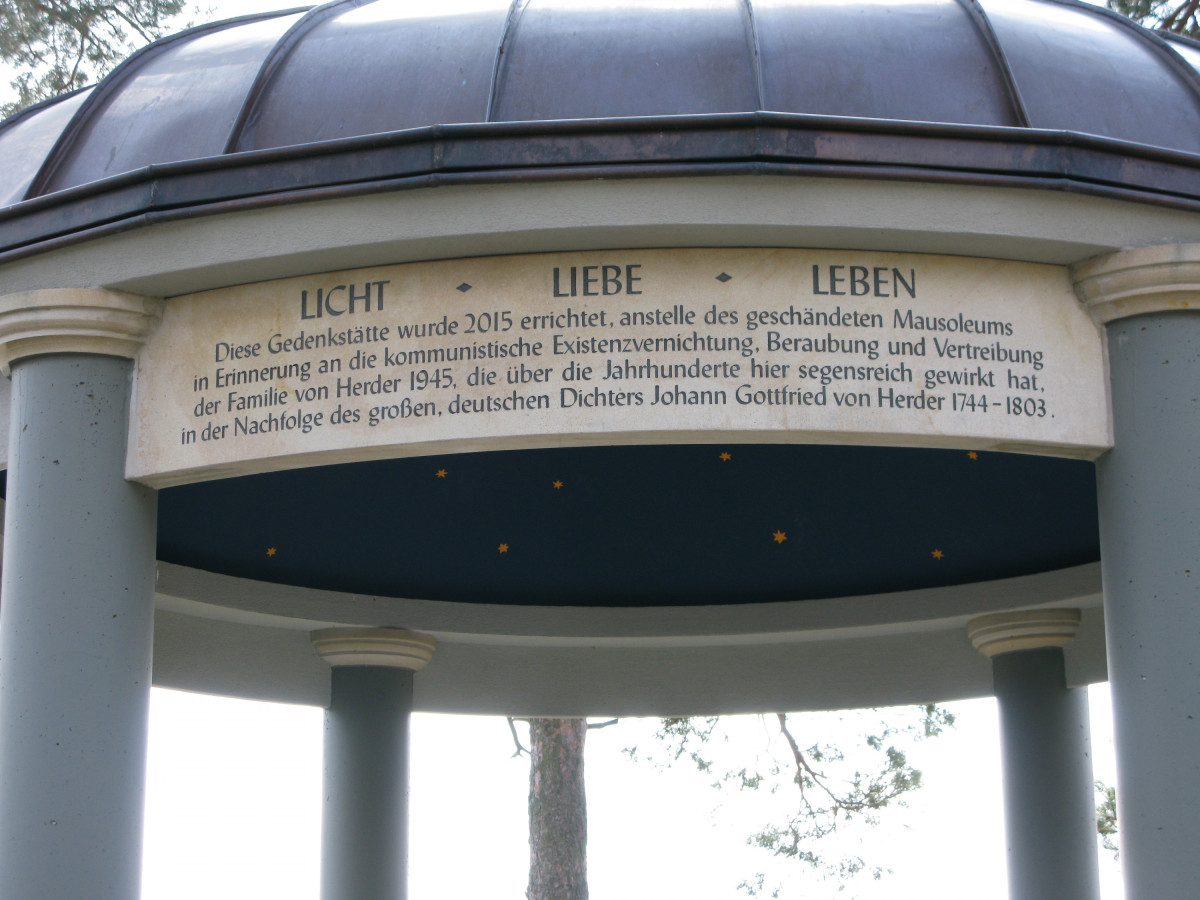 LICHT ⬩ LIEBE ⬩ LEBEN
Diese Gedenkstätte wurde 2015 errichtet, anstelle des geschändeten Mausoleums
in Erinnerung an die kommunistische Existenzvernichtung, Beraubung und Vertreibung
der Familie von Herder 1945, die über die Jahrhunderte hier segensreich gewirkt hat,
in der Nachfolge des großen, deutschen Dichters Johann Gottfried von Herder 1744 – 1803.